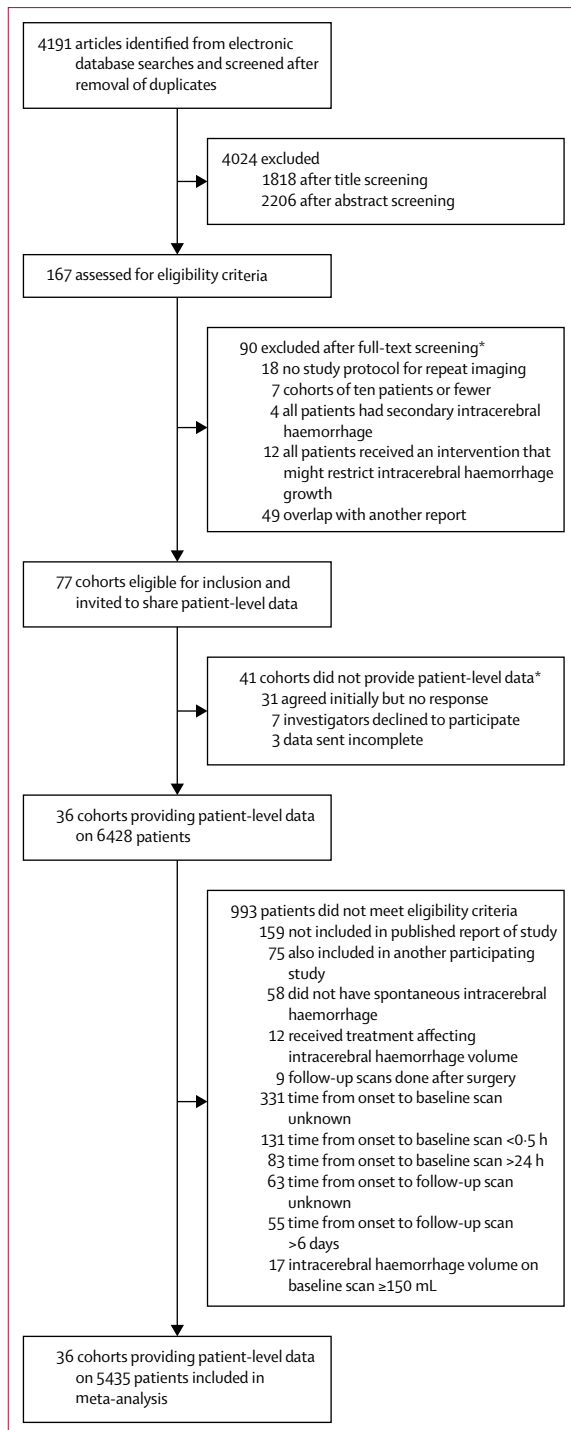 4191 articles identified from electronic
database searches and screened after
removal of duplicates
4024 excluded
1818 after title screening
2206 after abstract screening
167 assessed for eligibility criteria
90 excluded after full-text screening*
18 no study protocol for repeat imaging
7 cohorts of ten patients or fewer
4 all patients had secondary intracerebral
haemorrhage
12 all patients received an intervention that
might restrict intracerebral haemorrhage
growth
49 overlap with another report
77 cohorts eligible for inclusion and
invited to share patient-level data
41 cohorts did not provide patient-level data*
31 agreed initially but no response
7 investigators declined to participate
3 data sent incomplete
36 cohorts providing patient-level data
on 6428 patients
993 patients did not meet eligibility criteria
159 not included in published report of study
75 also included in another participating
study
58 did not have spontaneous intracerebral
haemorrhage
12 received treatment affecting
intracerebral haemorrhage volume
9 follow-up scans done after surgery
331 time from onset to baseline scan
unknown
131 time from onset to baseline scan <0·5 h
83 time from onset to baseline scan >24 h
63 time from onset to follow-up scan
unknown
55 time from onset to follow-up scan
>6 days
17 intracerebral haemorrhage volume on
baseline scan ≥150 mL
36 cohorts providing patient-level data
on 5435 patients included in
meta-analysis